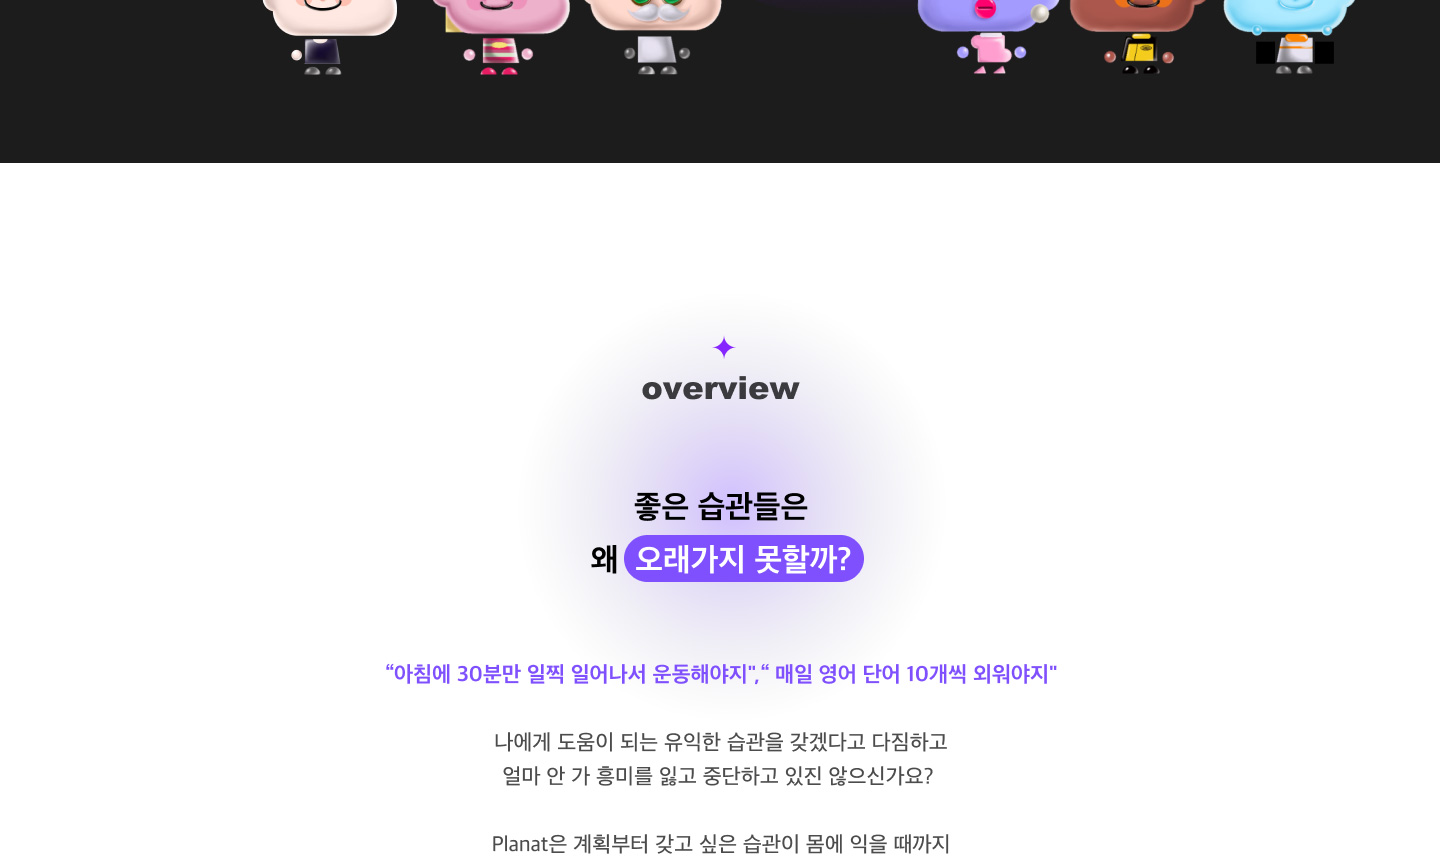 overview
좋은 습관들은
왜 오래가지 못할까?
“아침에 30분만 일찍 일어나서 운동해야지",“ 매일 영어 단어 10개씩 외워야지"
나에게 도움이 되는 유익한 습관을 갖겠다고 다짐하고
얼마 안 가 흥미를 잃고 중단하고 있진 않으신가요?
Planat은 계획부터 갖고 싶은 습관이 몸에 익을 때까지